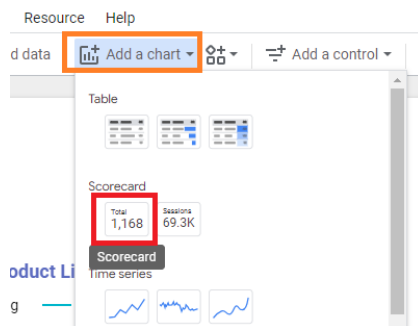 Resource Help
d data Add a chart Add a control
Table
Scorecard
Total
1,168
Sessions
69.3K
Scorecard
oduct Li
Time series
g